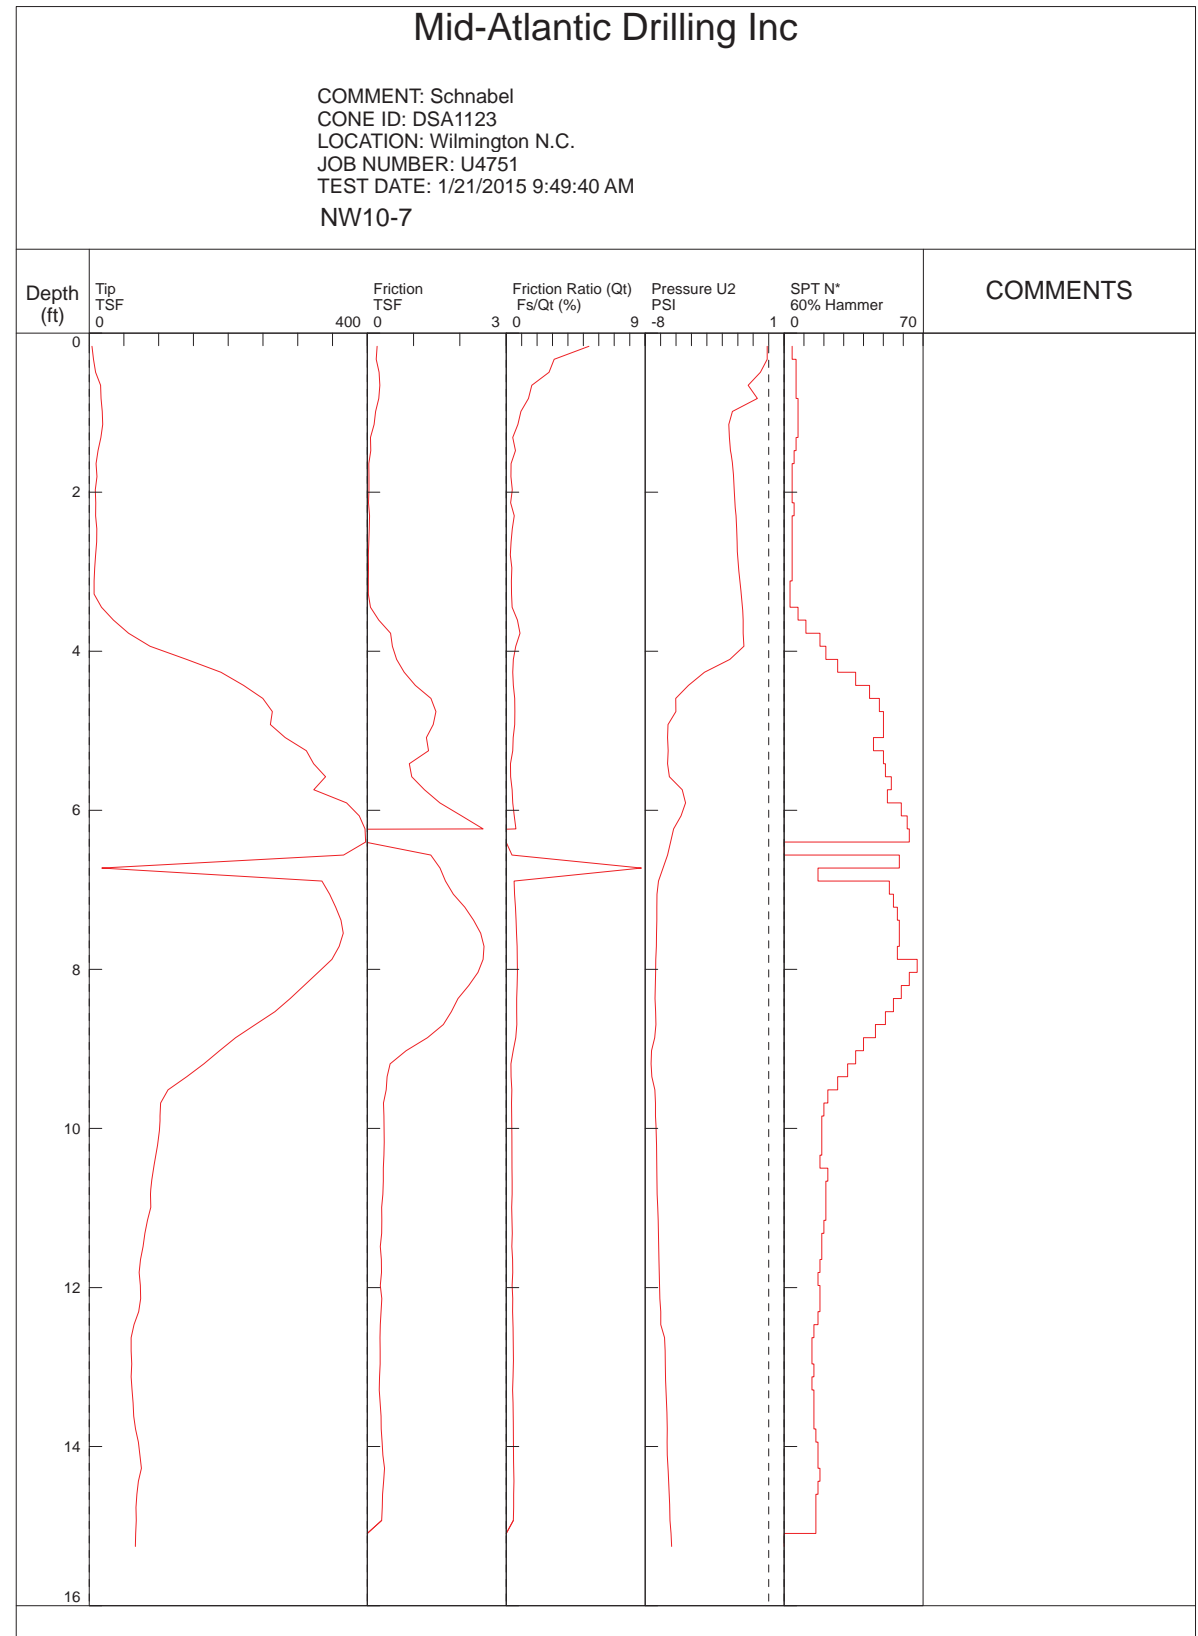 Mid-Atlantic Drilling Inc
COMMENT: Schnabel
CONE ID: DSA1123
LOCATION: Wilmington N.C.
JOB NUMBER: U4751
TEST DATE: 1/21/2015 9:49:40 AM
NW10-7
Depth
(ft)
Tip
TSF
0 400
Friction
TSF
0 3
Friction Ratio (Qt)
Fs/Qt (%)
0 9
Pressure U2
PSI
-8 1
SPT N*
60% Hammer
0 70
COMMENTS
0
2
4
6
8
10
12
14
16